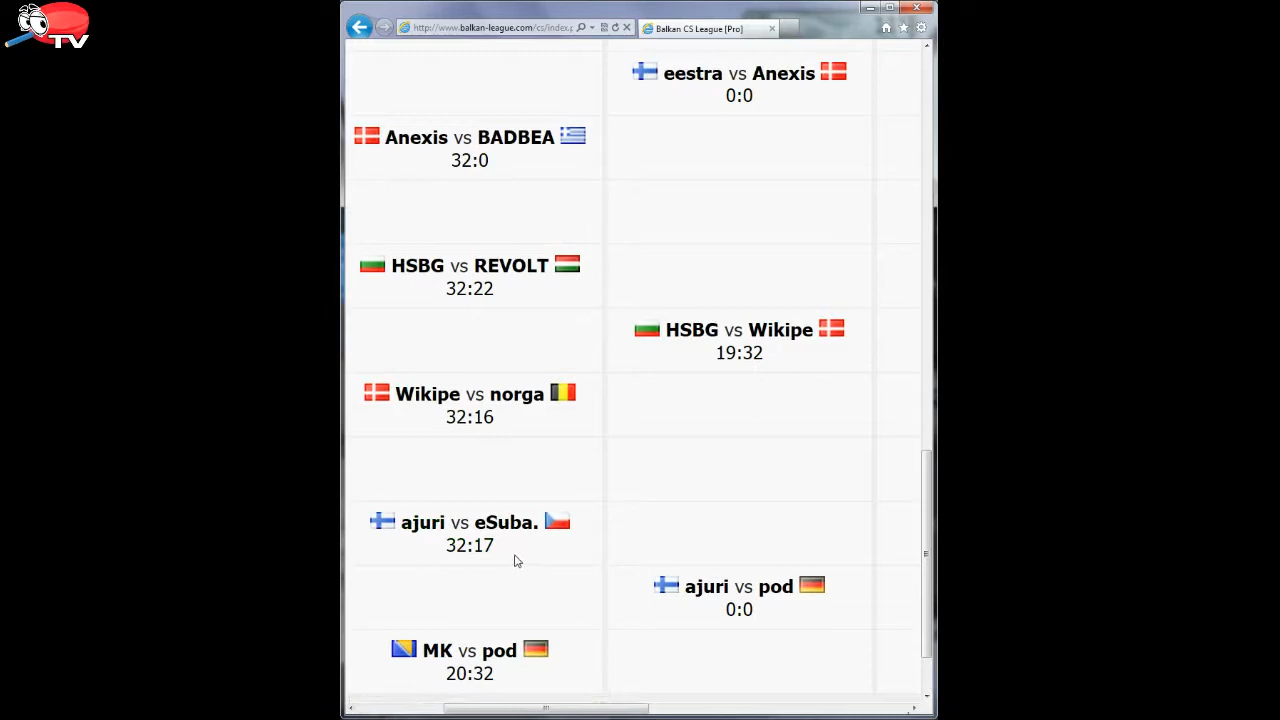 TV
http://www.balkan-league.com/cs/index.p
Balkan CS League [Pro]
eestra vs Anexis
0:0
Anexis vs BADBEA
32:0
HSBG vs REVOLT
32:22
HSBG vs Wikipe
19:32
Wikipe vs norga
32:16
ajuri vs eSuba.
32:17
ajuri vs pod
0:0
MK vs pod
20:32